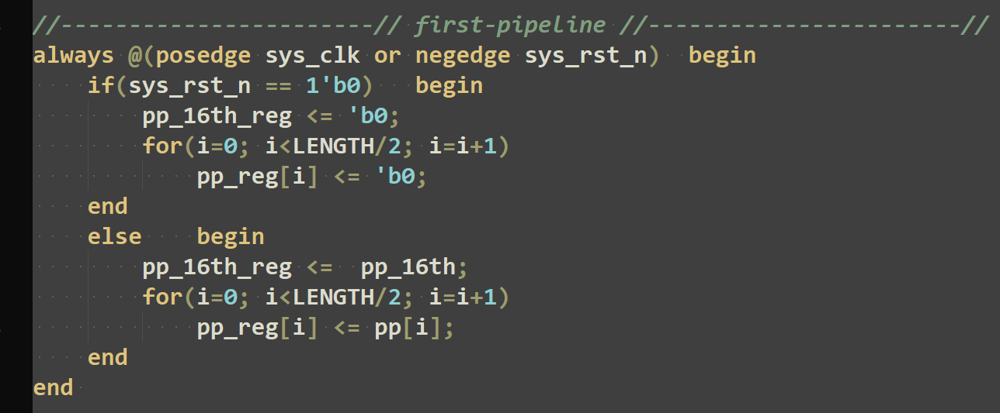 //-----------------------// first-pipeline //-----------------------//
always @(posedge sys_clk or negedge sys_rst_n)  begin
    if(sys_rst_n == 1'b0)   begin
        pp_16th_reg <= 'b0;
        for(i=0; i<LENGTH/2; i=i+1)
            pp_reg[i] <= 'b0;
    end
    else    begin
        pp_16th_reg <=  pp_16th;
        for(i=0; i<LENGTH/2; i=i+1)
            pp_reg[i] <= pp[i];
    end
end